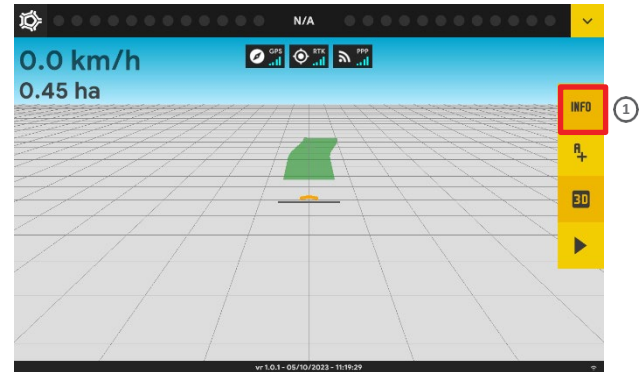 N/A
0.0 km/h
0.45 ha
GPS
RTK
PPP
INFO
1
A
3D
vr 1.0.1 - 05/10/2023 - 11:19:29